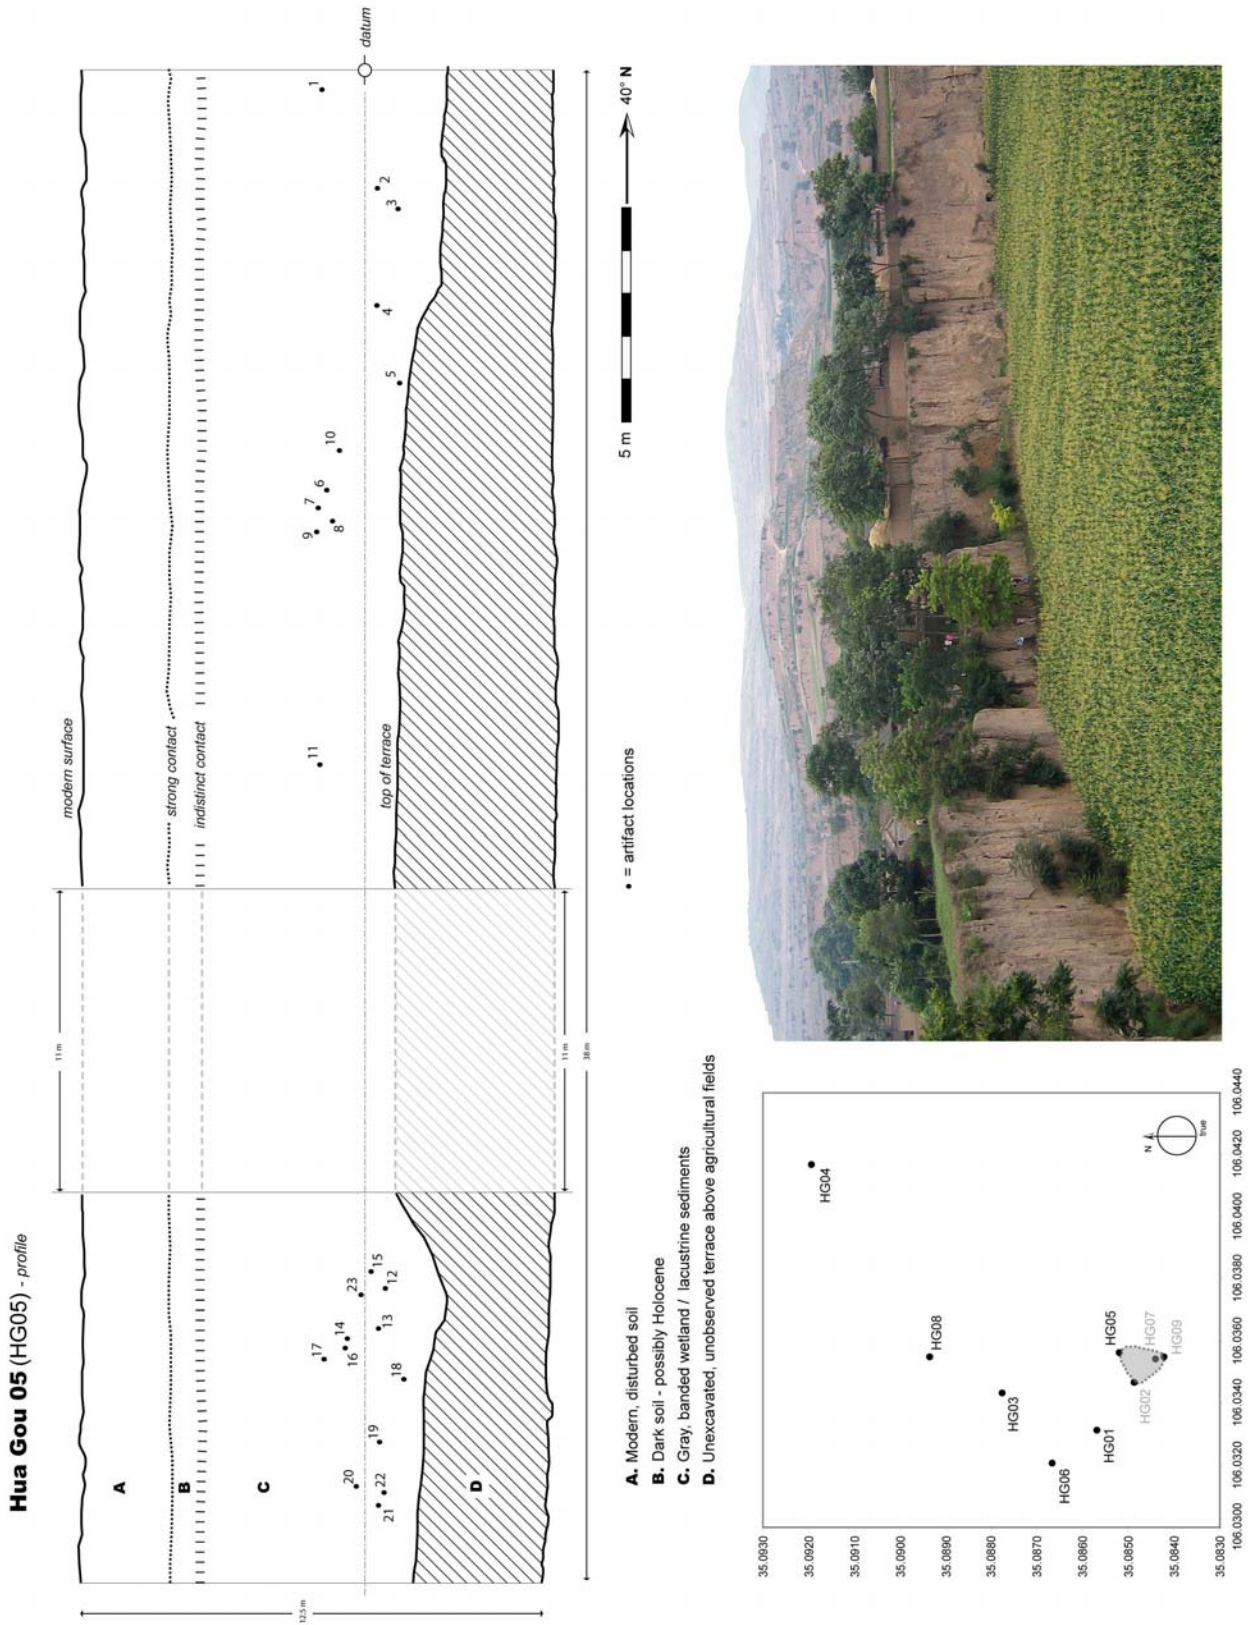 Hua Gou 05 (HG05) - profile
11 m
modern surface
A
strong contact
B
indistinct contact
C
17
14
16
23
15
12
13
18
19
20
22
21
11
9
7
6
8
10
5
4
3
2
1
datum
top of terrace
D
12.5 m
11 m
38 m
A. Modern, disturbed soil
B. Dark soil - possibly Holocene
C. Gray, banded wetland / lacustrine sediments
D. Unexcavated, unobserved terrace above agricultural fields
• = artifact locations
5 m
40° N
35.0930
35.0920
35.0910
35.0900
35.0890
35.0880
35.0870
35.0860
35.0850
35.0840
35.0830
HG04
HG08
HG03
HG06
HG01
HG05
HG02
HG07
HG09
N
true
106.0300
106.0320
106.0340
106.0360
106.0380
106.0400
106.0420
106.0440